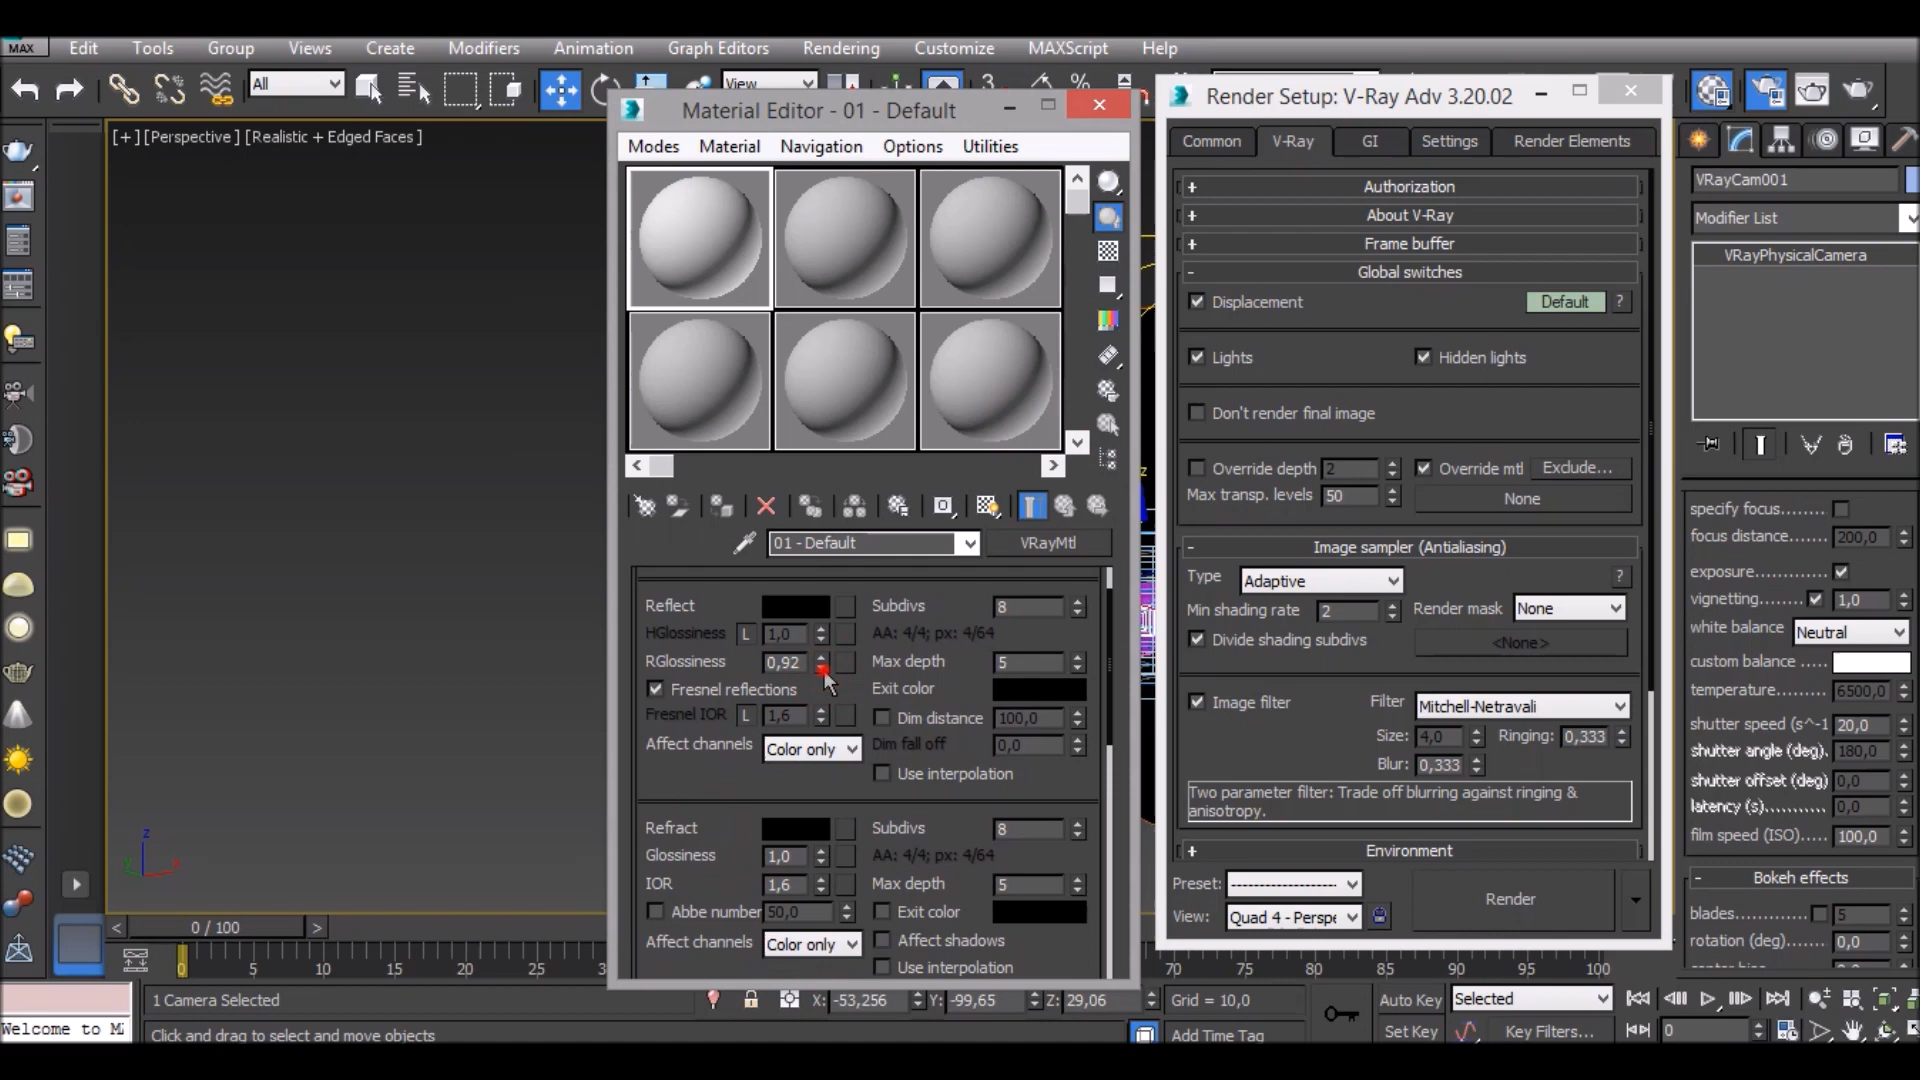 MAX Edit Tools Group Views Create Modifiers Animation Graph Editors Rendering Customize MAXScript Help
All
View
[+] [Perspective ] [Realistic + Edged Faces ]
Material Editor - 01 - Default
Modes Material Navigation Options Utilities
01 - Default
VRayMtl
Reflect
Subdivs 8
HGlossiness L 1,0
AA: 4/4; px: 4/64
RGlossiness 0,92
Max depth 5
Fresnel reflections
Exit color
Fresnel IOR L 1,6
Dim distance 100,0
Affect channels Color only
Dim fall off 0,0
Use interpolation
Refract
Subdivs 8
Glossiness 1,0
AA: 4/4; px: 4/64
IOR 1,6
Max depth 5
Abbe number 50,0
Exit color
Affect channels Color only
Affect shadows
Use interpolation
Render Setup: V-Ray Adv 3.20.02
Common V-Ray GI Settings Render Elements
+ Authorization
+ About V-Ray
+ Frame buffer
- Global switches
Displacement Default ?
Lights Hidden lights
Don't render final image
Override depth 2 Override mtl Exclude...
Max transp. levels 50 None
- Image sampler (Antialiasing)
Type Adaptive ?
Min shading rate 2 Render mask None
Divide shading subdivs <None>
Image filter Filter Mitchell-Netravali
Size: 4,0 Ringing: 0,333
Blur: 0,333
Two parameter filter: Trade off blurring against ringing &
anisotropy.
+ Environment
Preset: -------------------
View: Quad 4 - Perspe
Render
VRayCam001
Modifier List
VRayPhysicalCamera
specify focus.......
focus distance...... 200,0
exposure.............
vignetting....... 1,0
white balance Neutral
custom balance .....
temperature........ 6500,0
shutter speed (s^-1 20,0
shutter angle (deg). 180,0
shutter offset (deg) 0,0
latency (s)........... 0,0
film speed (ISO)..... 100,0
- Bokeh effects
blades............ 5
rotation (deg)...... 0,0
z
x
z
< 0 / 100 >
0 5 10 15 20 25 70 75 80 85 90 95 100
1 Camera Selected
X: -53,256 Y: -99,65 Z: 29,06
Grid = 10,0
Auto Key Selected
Welcome to M
Click and drag to select and move objects
Add Time Tag
Set Key Key Filters...
0